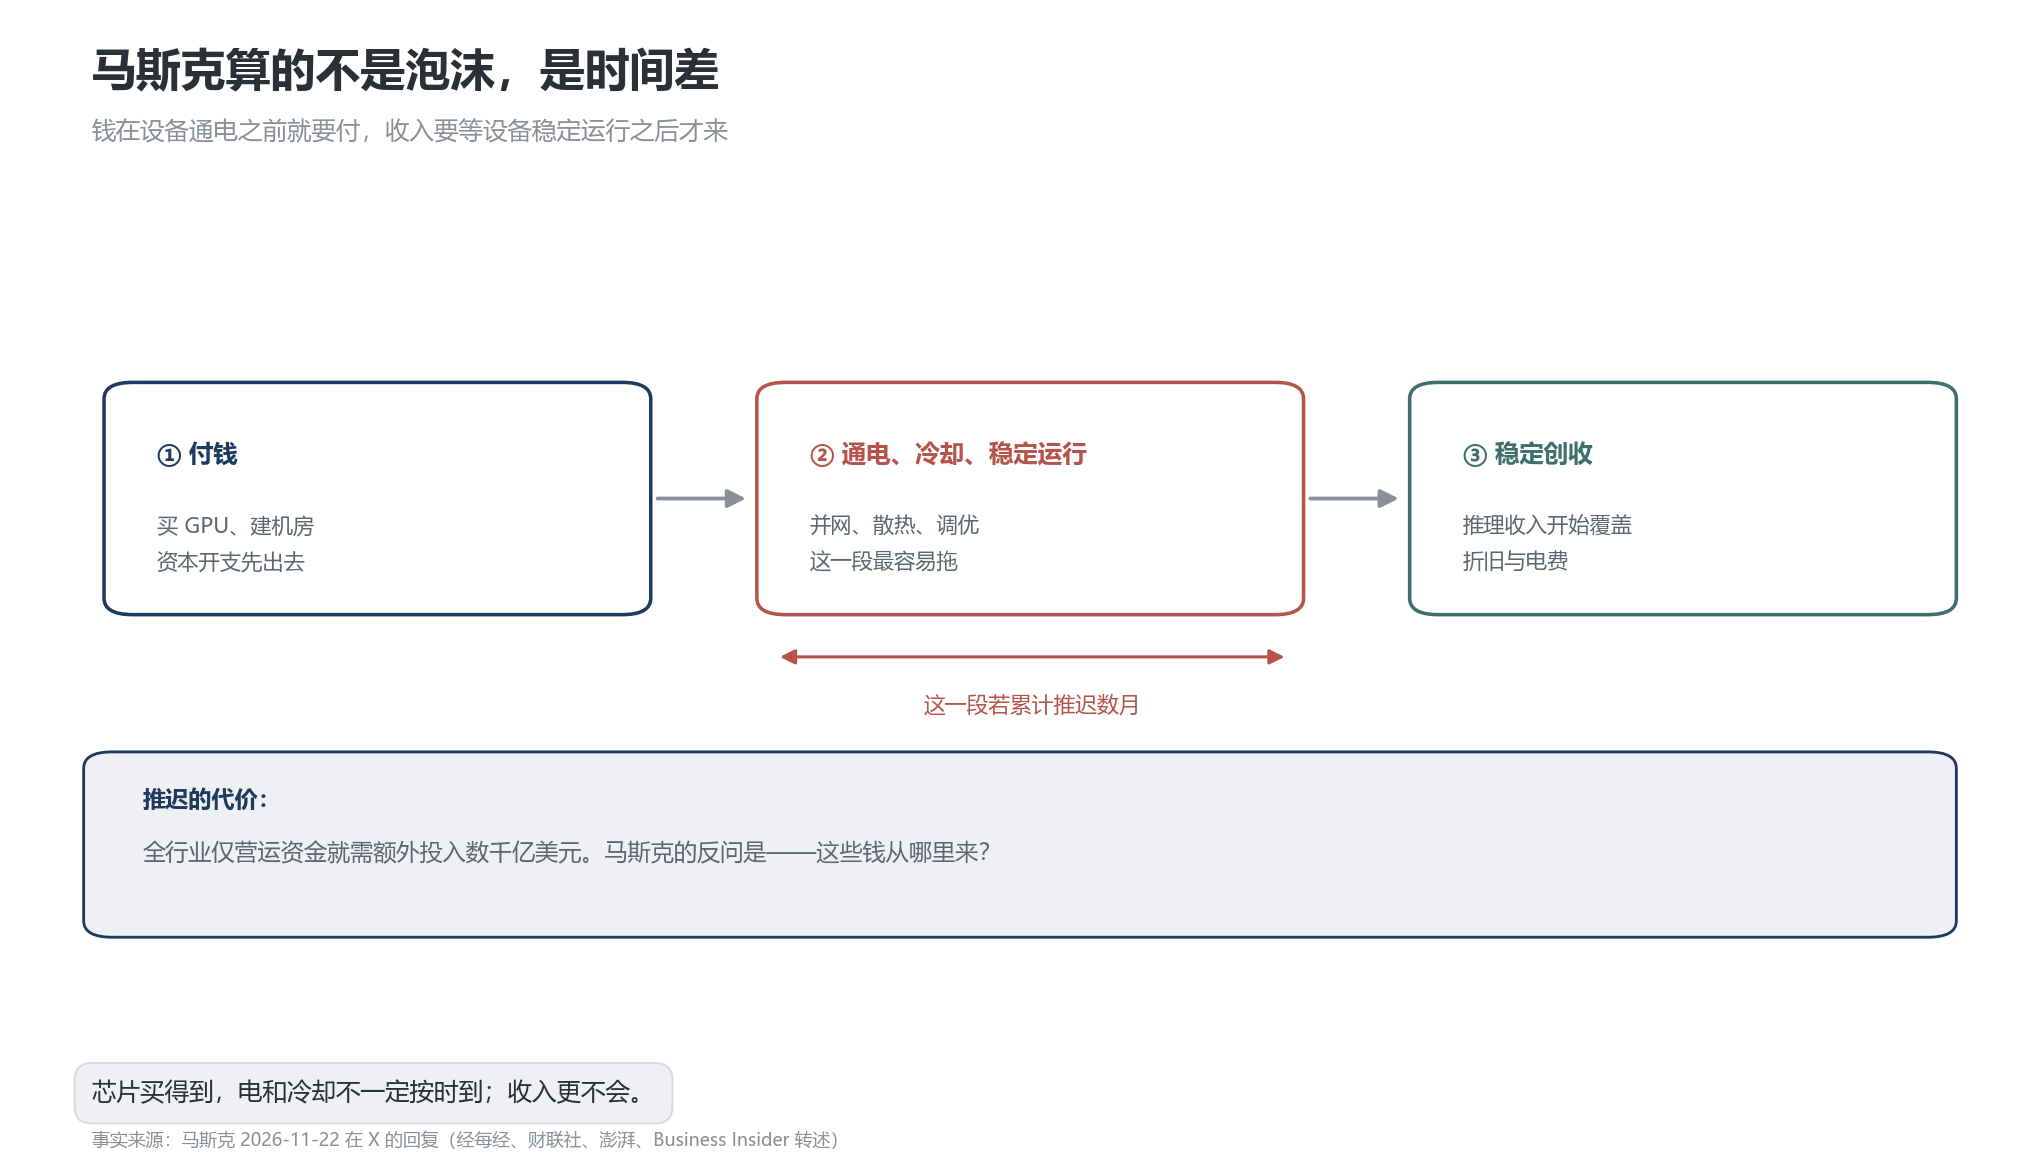 马斯克算的不是泡沫，是时间差
钱在设备通电之前就要付，收入要等设备稳定运行之后才来
① 付钱
买 GPU、建机房
资本开支先出去
② 通电、冷却、稳定运行
并网、散热、调优
这一段最容易拖
③ 稳定创收
推理收入开始覆盖
折旧与电费
这一段若累计推迟数月
推迟的代价：
全行业仅营运资金就需额外投入数千亿美元。马斯克的反问是——这些钱从哪里来？
芯片买得到，电和冷却不一定按时到；收入更不会。
事实来源：马斯克 2026-11-22 在 X 的回复（经每经、财联社、澎湃、Business Insider 转述）